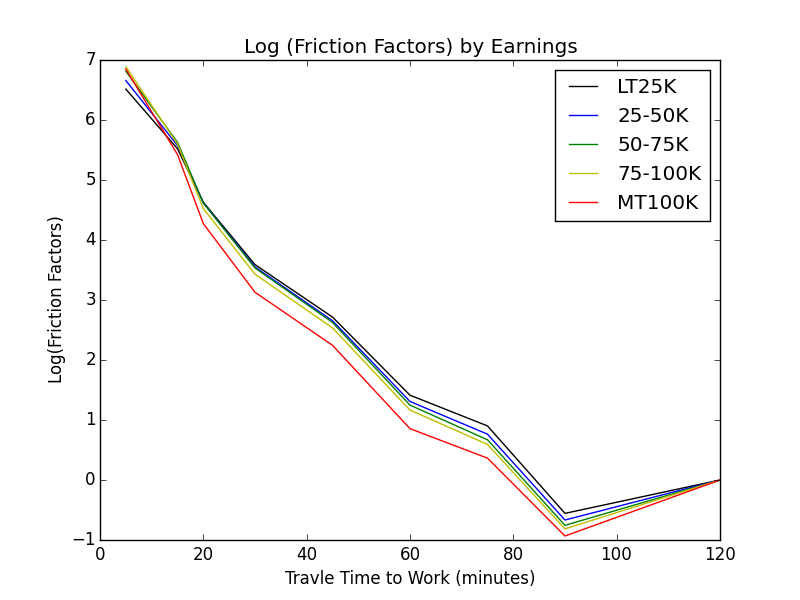 Log (Friction Factors) by Earnings
7
6
5
4
3
2
1
0
−1
Log(Friction Factors)
LT25K
25-50K
50-75K
75-100K
MT100K
0 20 40 60 80 100 120
Travle Time to Work (minutes)